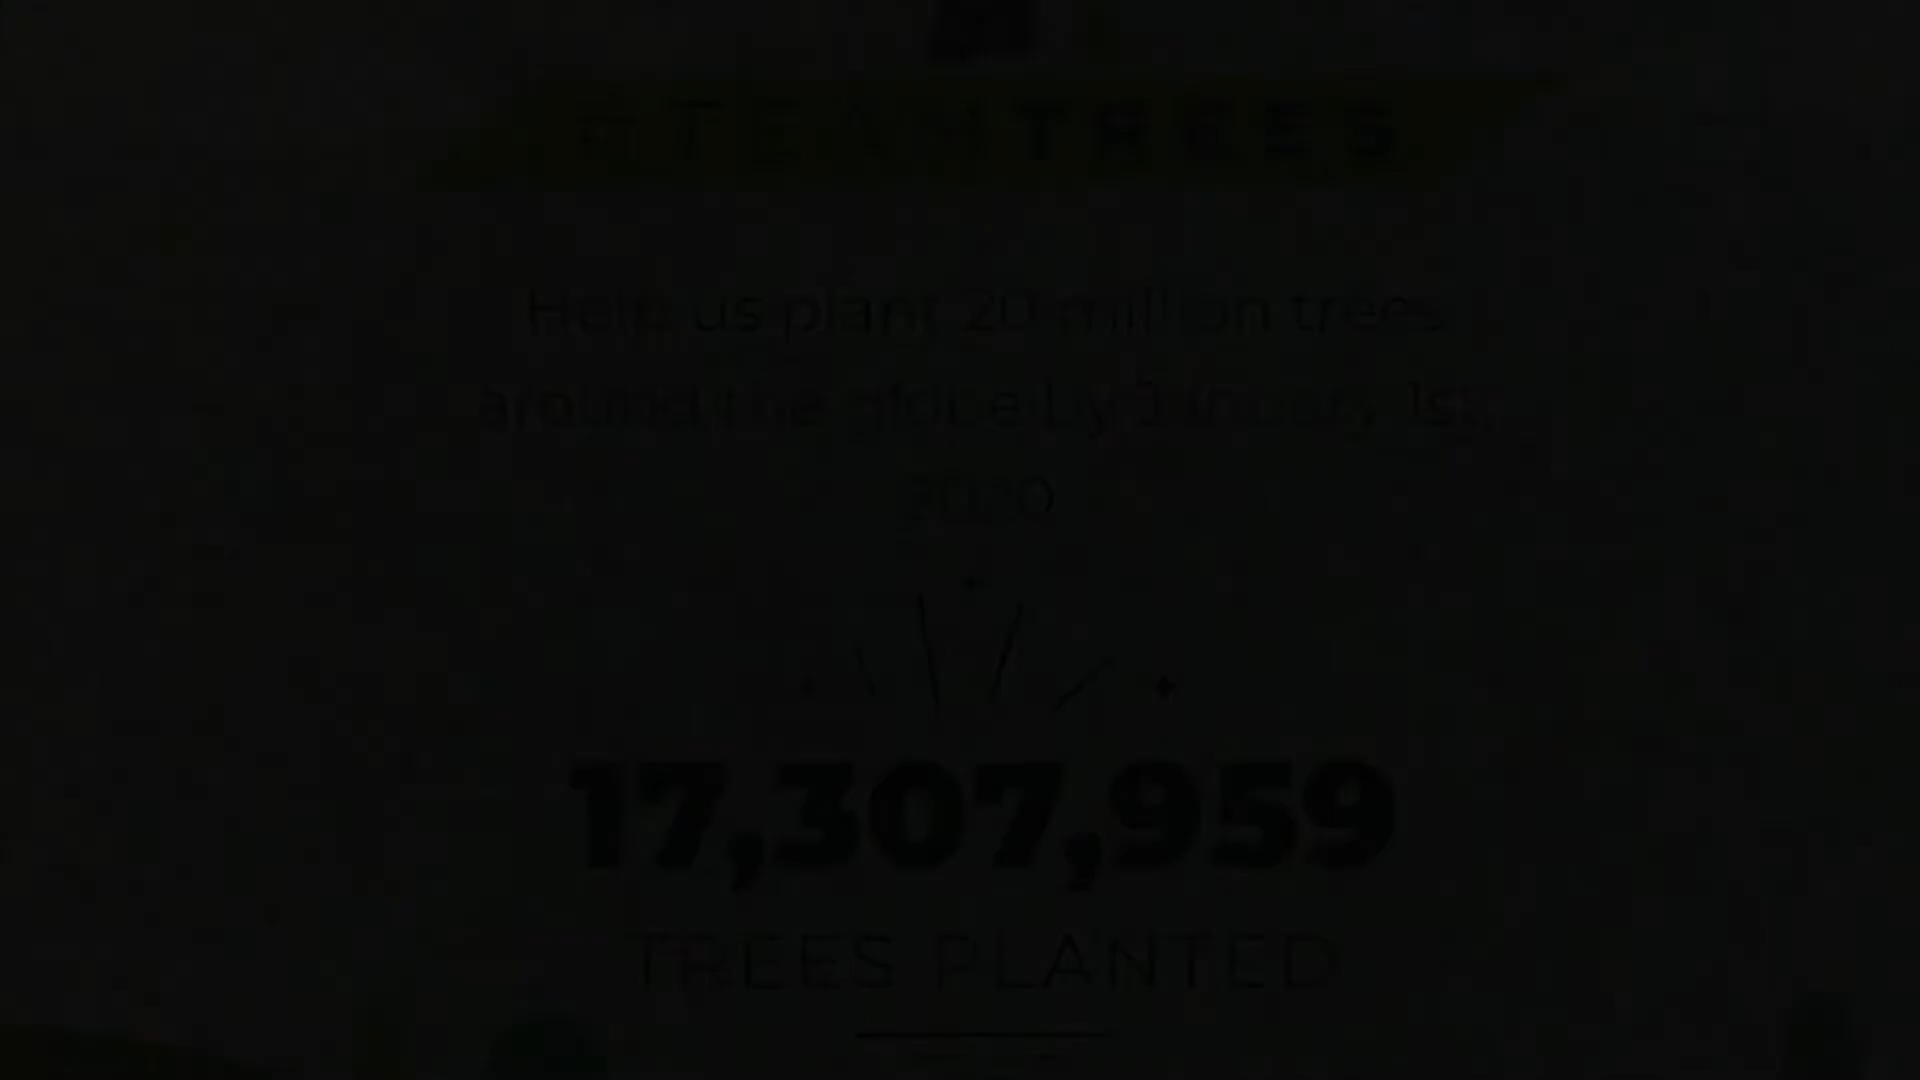 #TEAMTREES
Help us plant 20 million trees
around the globe by January 1st,
2020
17,307,959
TREES PLANTED